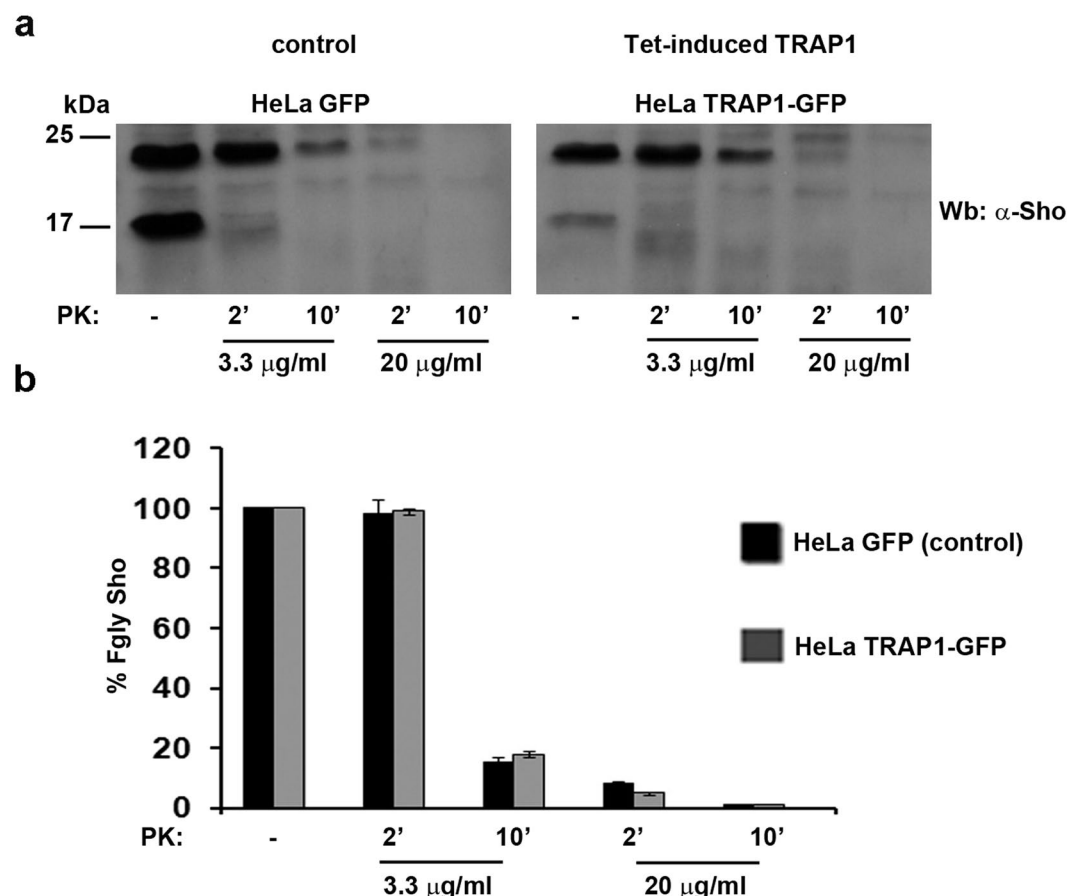 a
control
Tet-induced TRAP1
kDa
HeLa GFP
HeLa TRAP1-GFP
25
17
Wb: α-Sho
PK: - 2’ 10’ 2’ 10’ - 2’ 10’ 2’ 10’
3.3 μg/ml 20 μg/ml 3.3 μg/ml 20 μg/ml
b
% Fgly Sho
120
100
80
60
40
20
0
HeLa GFP (control)
HeLa TRAP1-GFP
PK: - 2’ 10’ 2’ 10’
3.3 μg/ml 20 μg/ml